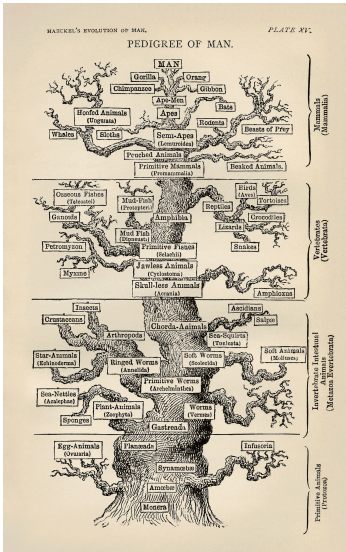 HAECKEL'S EVOLUTION OF MAN. PLATE XV.
PEDIGREE OF MAN.
MAN
Gorilla Orang
Chimpanzee Gibbon
Ape-Men
Apes
Bats
Hoofed Animals
(Ungulata)
Rodents
Whales
Sloths
Semi-Apes
(Lemuroidea)
Beasts of Prey
Pouched Animals
Primitive Mammals
(Promammalia)
Beaked Animals.
Mammals
(Mammalia)
Osseous Fishes
(Teleostei)
Mud-Fish
(Protopteri)
Birds
(Aves)
Tortoises
Reptiles
Ganoids
Amphibia
Crocodiles
Lizards
Mud Fish
(Dipneusti)
Petromyzon
Primitive Fishes
(Selachii)
Snakes
Jawless Animals
(Cyclostoma)
Myxine
Skull-less Animals
(Acrania)
Amphioxus
Vertebrates
(Vertebrata)
Insects
Crustaceans
Ascidians
Salpæ
Chorda-Animals
Arthropods
Sea-Squirts
(Tunicata)
Star-Animals
(Echinoderma)
Ringed Worms
(Annelida)
Soft Worms
(Scolecida)
Soft Animals
(Mollusca)
Primitive Worms
(Archelminthes)
Sea-Nettles
(Acalephae)
Plant-Animals
(Zoophyta)
Worms
(Vermes)
Sponges
Gastreada
Invertebrate Intestinal
Animals
(Metazoa Evertebrata)
Egg-Animals
(Ovularia)
Planæada
Infusoria
Synamœbæ
Amœbæ
Monera
Primitive Animals
(Protozoa)